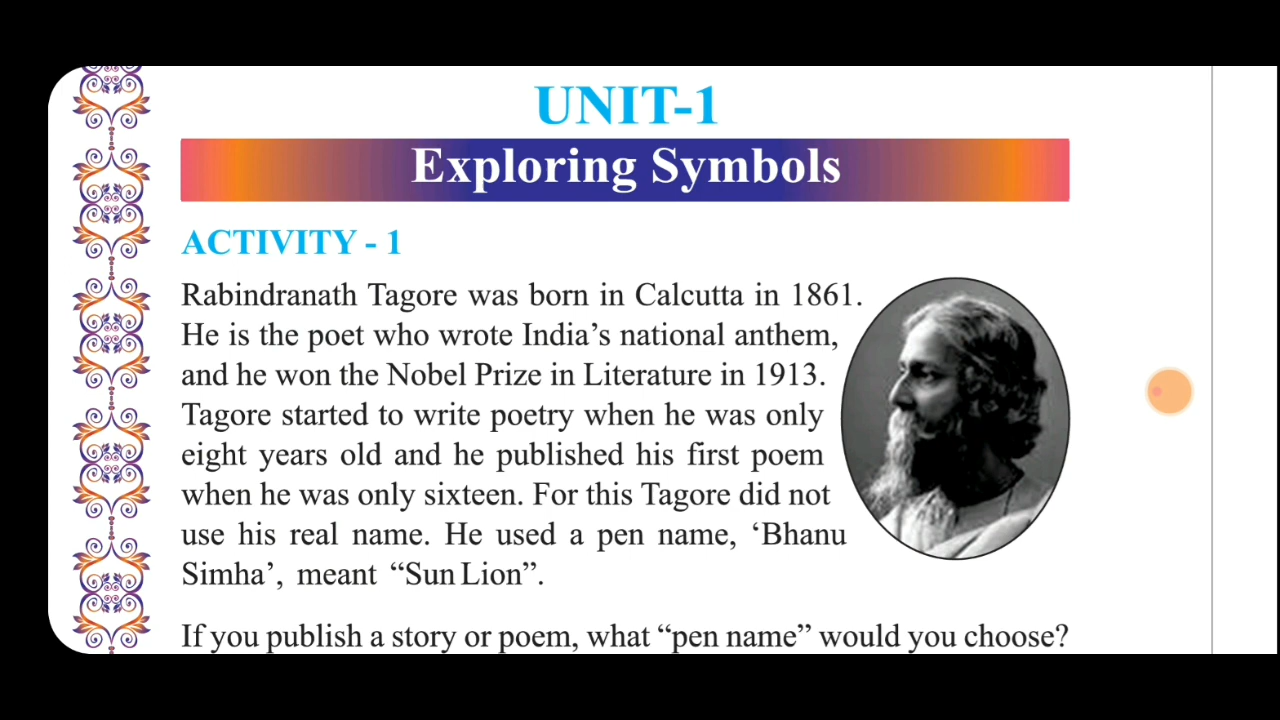 UNIT-1
Exploring Symbols
ACTIVITY - 1
Rabindranath Tagore was born in Calcutta in 1861.
He is the poet who wrote India’s national anthem,
and he won the Nobel Prize in Literature in 1913.
Tagore started to write poetry when he was only
eight years old and he published his first poem
when he was only sixteen. For this Tagore did not
use his real name. He used a pen name, ‘Bhanu
Simha’, meant “Sun Lion”.
If you publish a story or poem, what “pen name” would you choose?